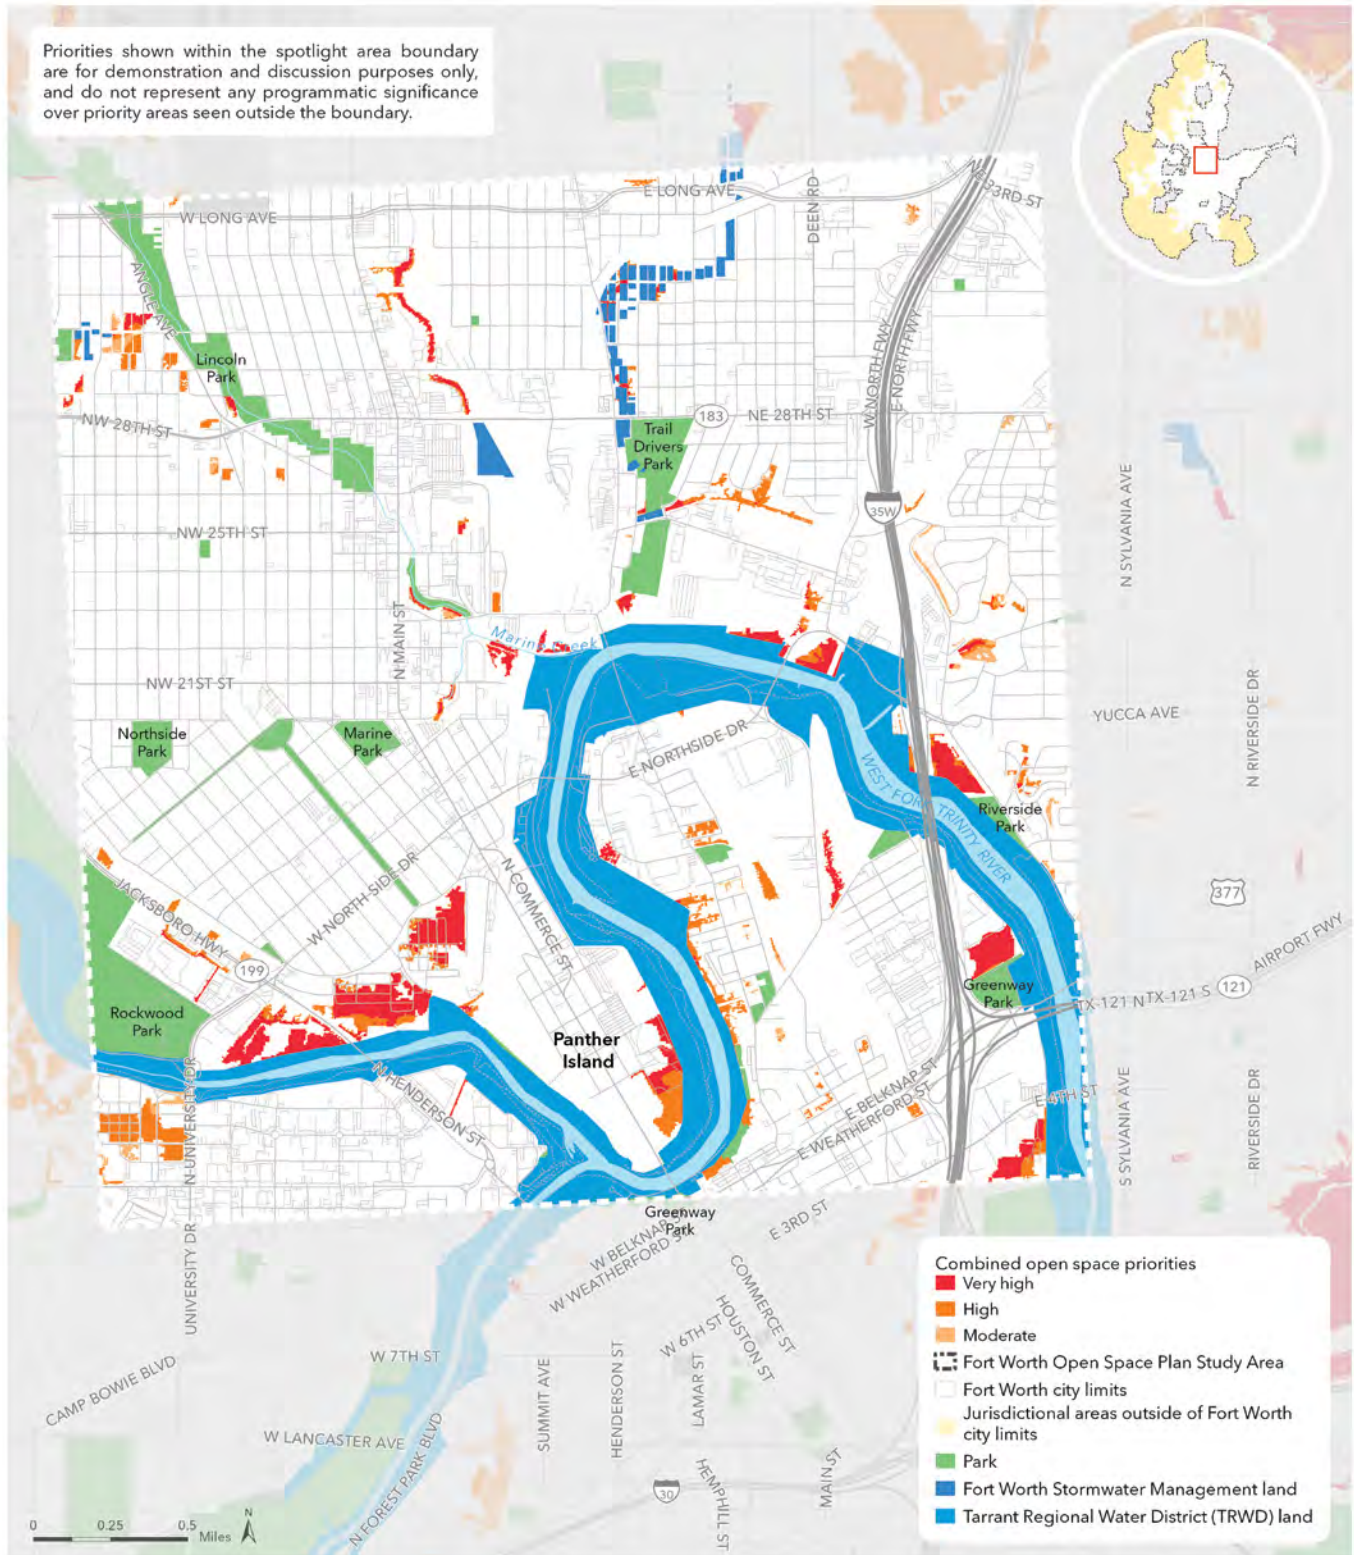 Priorities shown within the spotlight area boundary
are for demonstration and discussion purposes only,
and do not represent any programmatic significance
over priority areas seen outside the boundary.
NE 33RD ST
E LONG AVE
W LONG AVE
DEEN RD
ANGLE AVE
Lincoln
Park
W NORTH FWY
E NORTH FWY
NW 28TH ST
183
NE 28TH ST
Trail
Drivers
Park
35W
NW 25TH ST
N SYLVANIA AVE
N MAIN ST
Marine Creek
NW 21ST ST
YUCCA AVE
N RIVERSIDE DR
Northside
Park
Marine
Park
E NORTHSIDE DR
WEST FORK TRINITY RIVER
Riverside
Park
JACKSBORO HWY
W NORTH SIDE DR
N COMMERCE ST
377
199
AIRPORT FWY
121
TX-121 N
TX-121 S
Greenway
Park
Rockwood
Park
Panther
Island
N HENDERSON ST
N UNIVERSITY DR
E BELKNAP ST
E WEATHERFORD ST
E 4TH ST
S SYLVANIA AVE
RIVERSIDE DR
Greenway
Park
E 3RD ST
W BELKNAP ST
W WEATHERFORD ST
UNIVERSITY DR
COMMERCE ST
HOUSTON ST
W 6TH ST
W 7TH ST
CAMP BOWIE BLVD
SUMMIT AVE
HENDERSON ST
LAMAR ST
W LANCASTER AVE
N FOREST PARK BLVD
MAIN ST
HEMPHILL ST
30
Combined open space priorities
Very high
High
Moderate
Fort Worth Open Space Plan Study Area
Fort Worth city limits
Jurisdictional areas outside of Fort Worth
city limits
Park
Fort Worth Stormwater Management land
Tarrant Regional Water District (TRWD) land
0 0.25 0.5
Miles
N